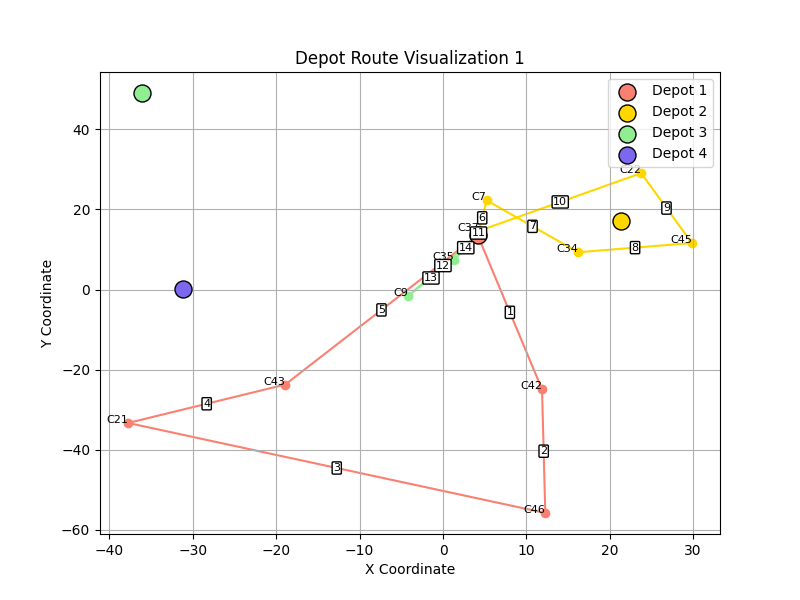 Depot Route Visualization 1
Depot 1
Depot 2
Depot 3
Depot 4
Y Coordinate
40
20
0
−20
−40
−60
C22
10
C7
9
6
7
11
C45
8
C34
14
C35
12
13
C9
5
1
C43
C42
4
C21
2
3
C46
−40
−30
−20
−10
0
10
20
30
X Coordinate